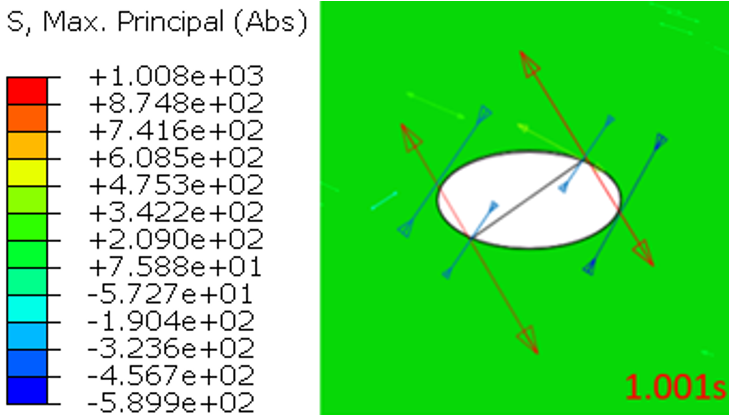 S, Max. Principal (Abs)
+1.008e+03
+8.748e+02
+7.416e+02
+6.085e+02
+4.753e+02
+3.422e+02
+2.090e+02
+7.588e+01
-5.727e+01
-1.904e+02
-3.236e+02
-4.567e+02
-5.899e+02
1.001s